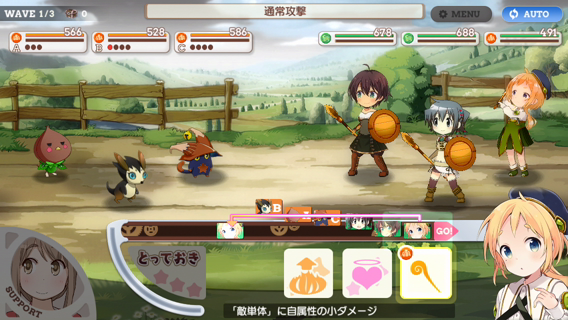 WAVE 1/3 0
通常攻撃
MENU
AUTO
566
A
528
B
586
C
678
688
491
B
C
GO!
とっておき
SUPPORT
「敵単体」に自属性の小ダメージ